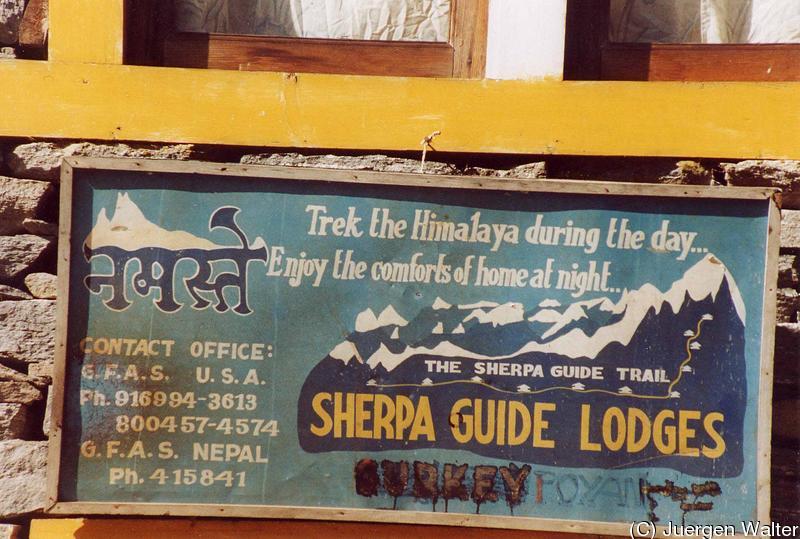 नमस्ते
Trek the Himalaya during the day...
Enjoy the comforts of home at night...
THE SHERPA GUIDE TRAIL
SHERPA GUIDE LODGES
CONTACT OFFICE:
G.F.A.S. U.S.A.
Ph. 916994-3613
800457-4574
G.F.A.S NEPAL
Ph. 415841
(C) Juergen Walter